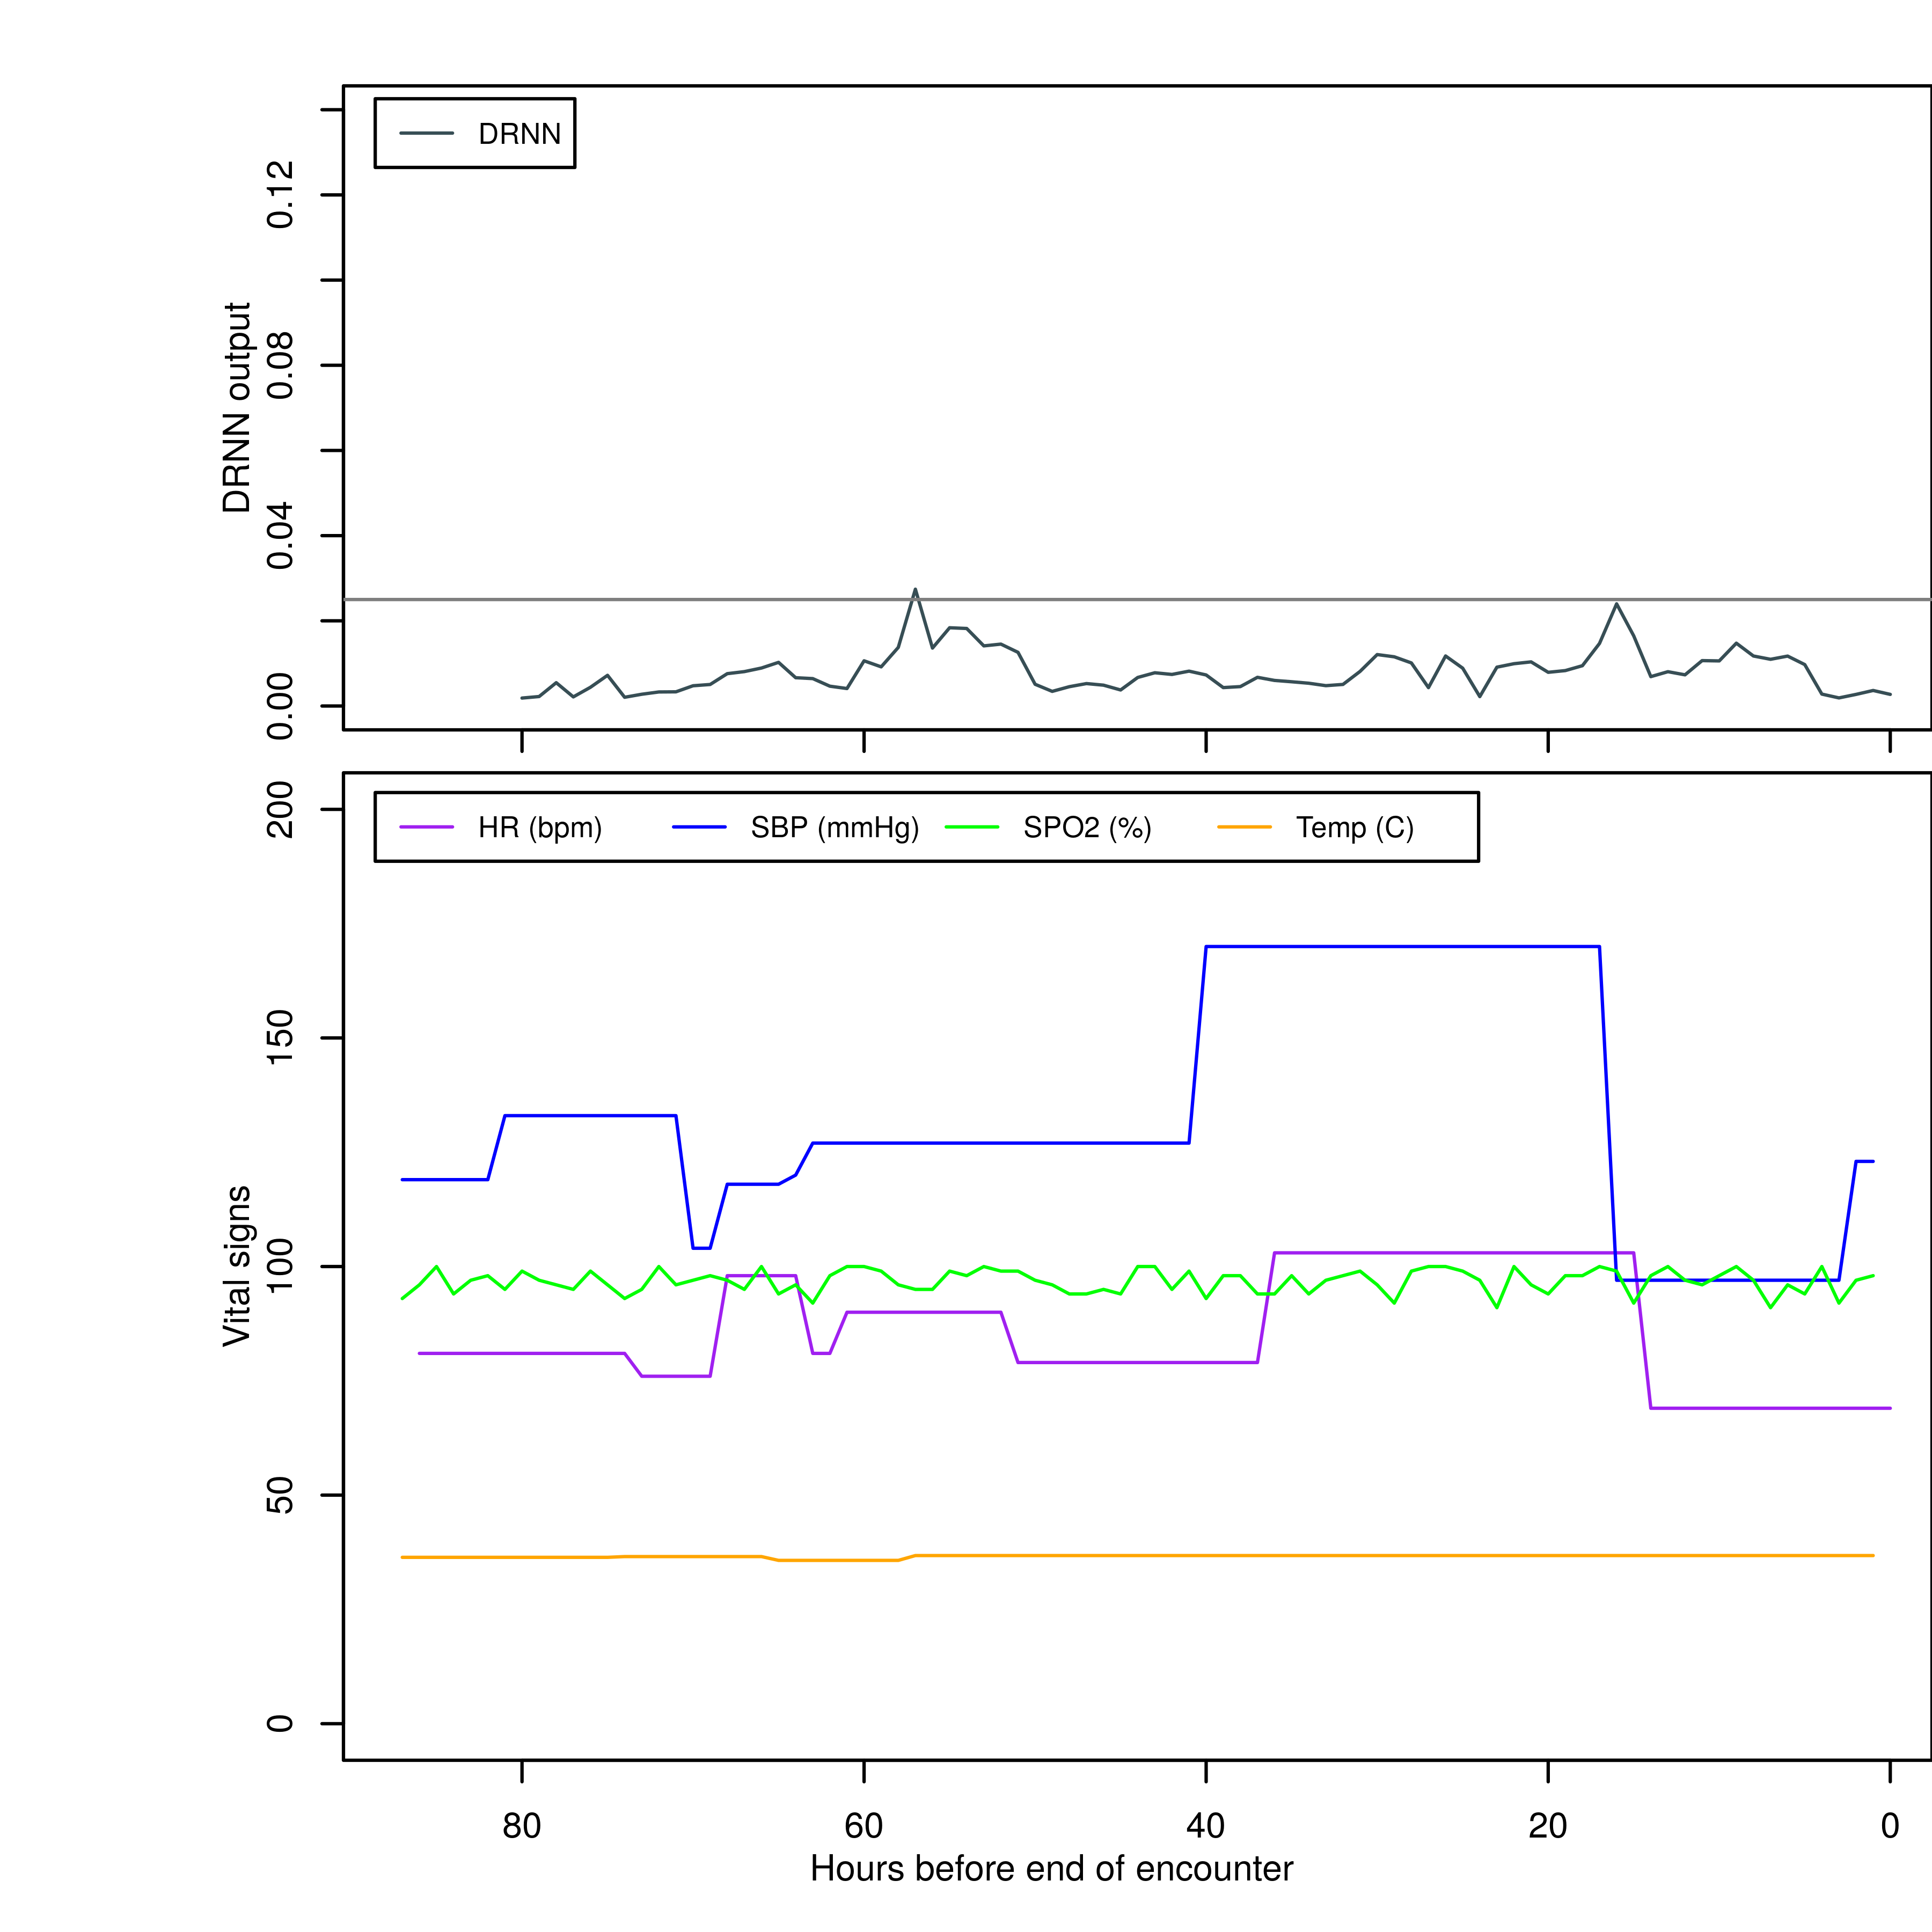 DRNN
DRNN output
0.12
0.08
0.04
0.00
HR (bpm) SBP (mmHg) SPO2 (%) Temp (C)
Vital signs
200
150
100
50
0
80 60 40 20 0
Hours before end of encounter